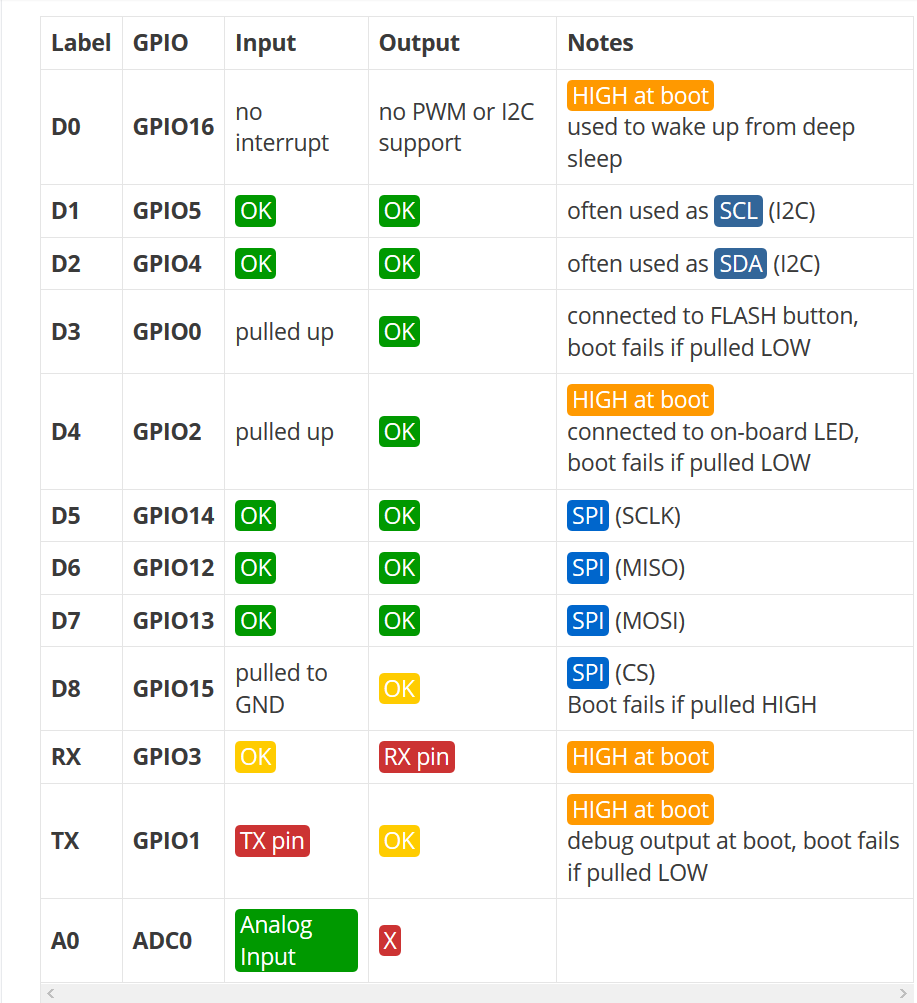 Label GPIO Input Output Notes
D0 GPIO16 no interrupt no PWM or I2C support HIGH at boot used to wake up from deep sleep
D1 GPIO5 OK OK often used as SCL (I2C)
D2 GPIO4 OK OK often used as SDA (I2C)
D3 GPIO0 pulled up OK connected to FLASH button, boot fails if pulled LOW
D4 GPIO2 pulled up OK HIGH at boot connected to on-board LED, boot fails if pulled LOW
D5 GPIO14 OK OK SPI (SCLK)
D6 GPIO12 OK OK SPI (MISO)
D7 GPIO13 OK OK SPI (MOSI)
D8 GPIO15 pulled to GND OK SPI (CS) Boot fails if pulled HIGH
RX GPIO3 OK RX pin HIGH at boot
TX GPIO1 TX pin OK HIGH at boot debug output at boot, boot fails if pulled LOW
A0 ADC0 Analog Input X